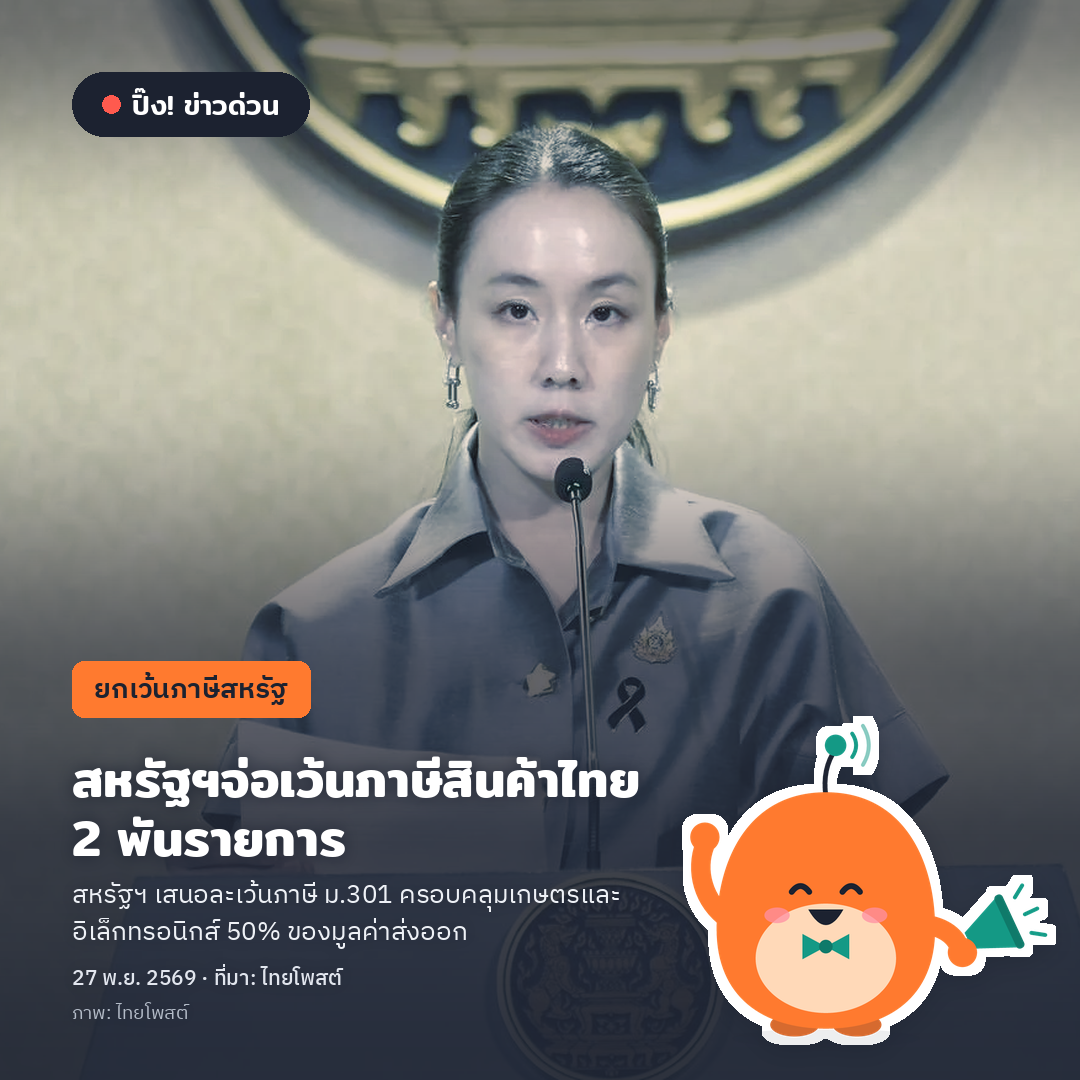 ปิ๊ง! ข่าวด่วน
ยกเว้นภาษีสหรัฐ
สหรัฐฯจ่อเว้นภาษีสินค้าไทย
2 พันรายการ
สหรัฐฯ เสนอละเว้นภาษี ม.301 ครอบคลุมเกษตรและ
อิเล็กทรอนิกส์ 50% ของมูลค่าส่งออก
27 พ.ย. 2569 · ที่มา: ไทยโพสต์
ภาพ: ไทยโพสต์